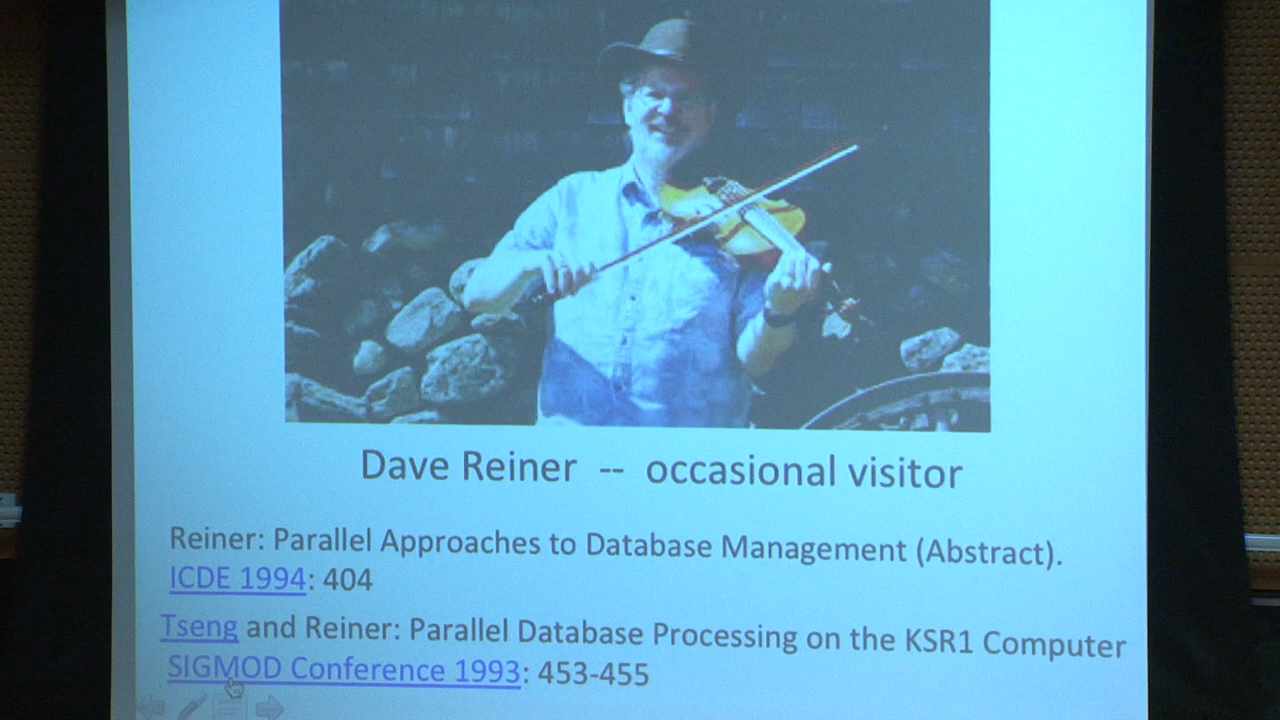 Dave Reiner -- occasional visitor
Reiner: Parallel Approaches to Database Management (Abstract).
ICDE 1994: 404
Tseng and Reiner: Parallel Database Processing on the KSR1 Computer
SIGMOD Conference 1993: 453-455